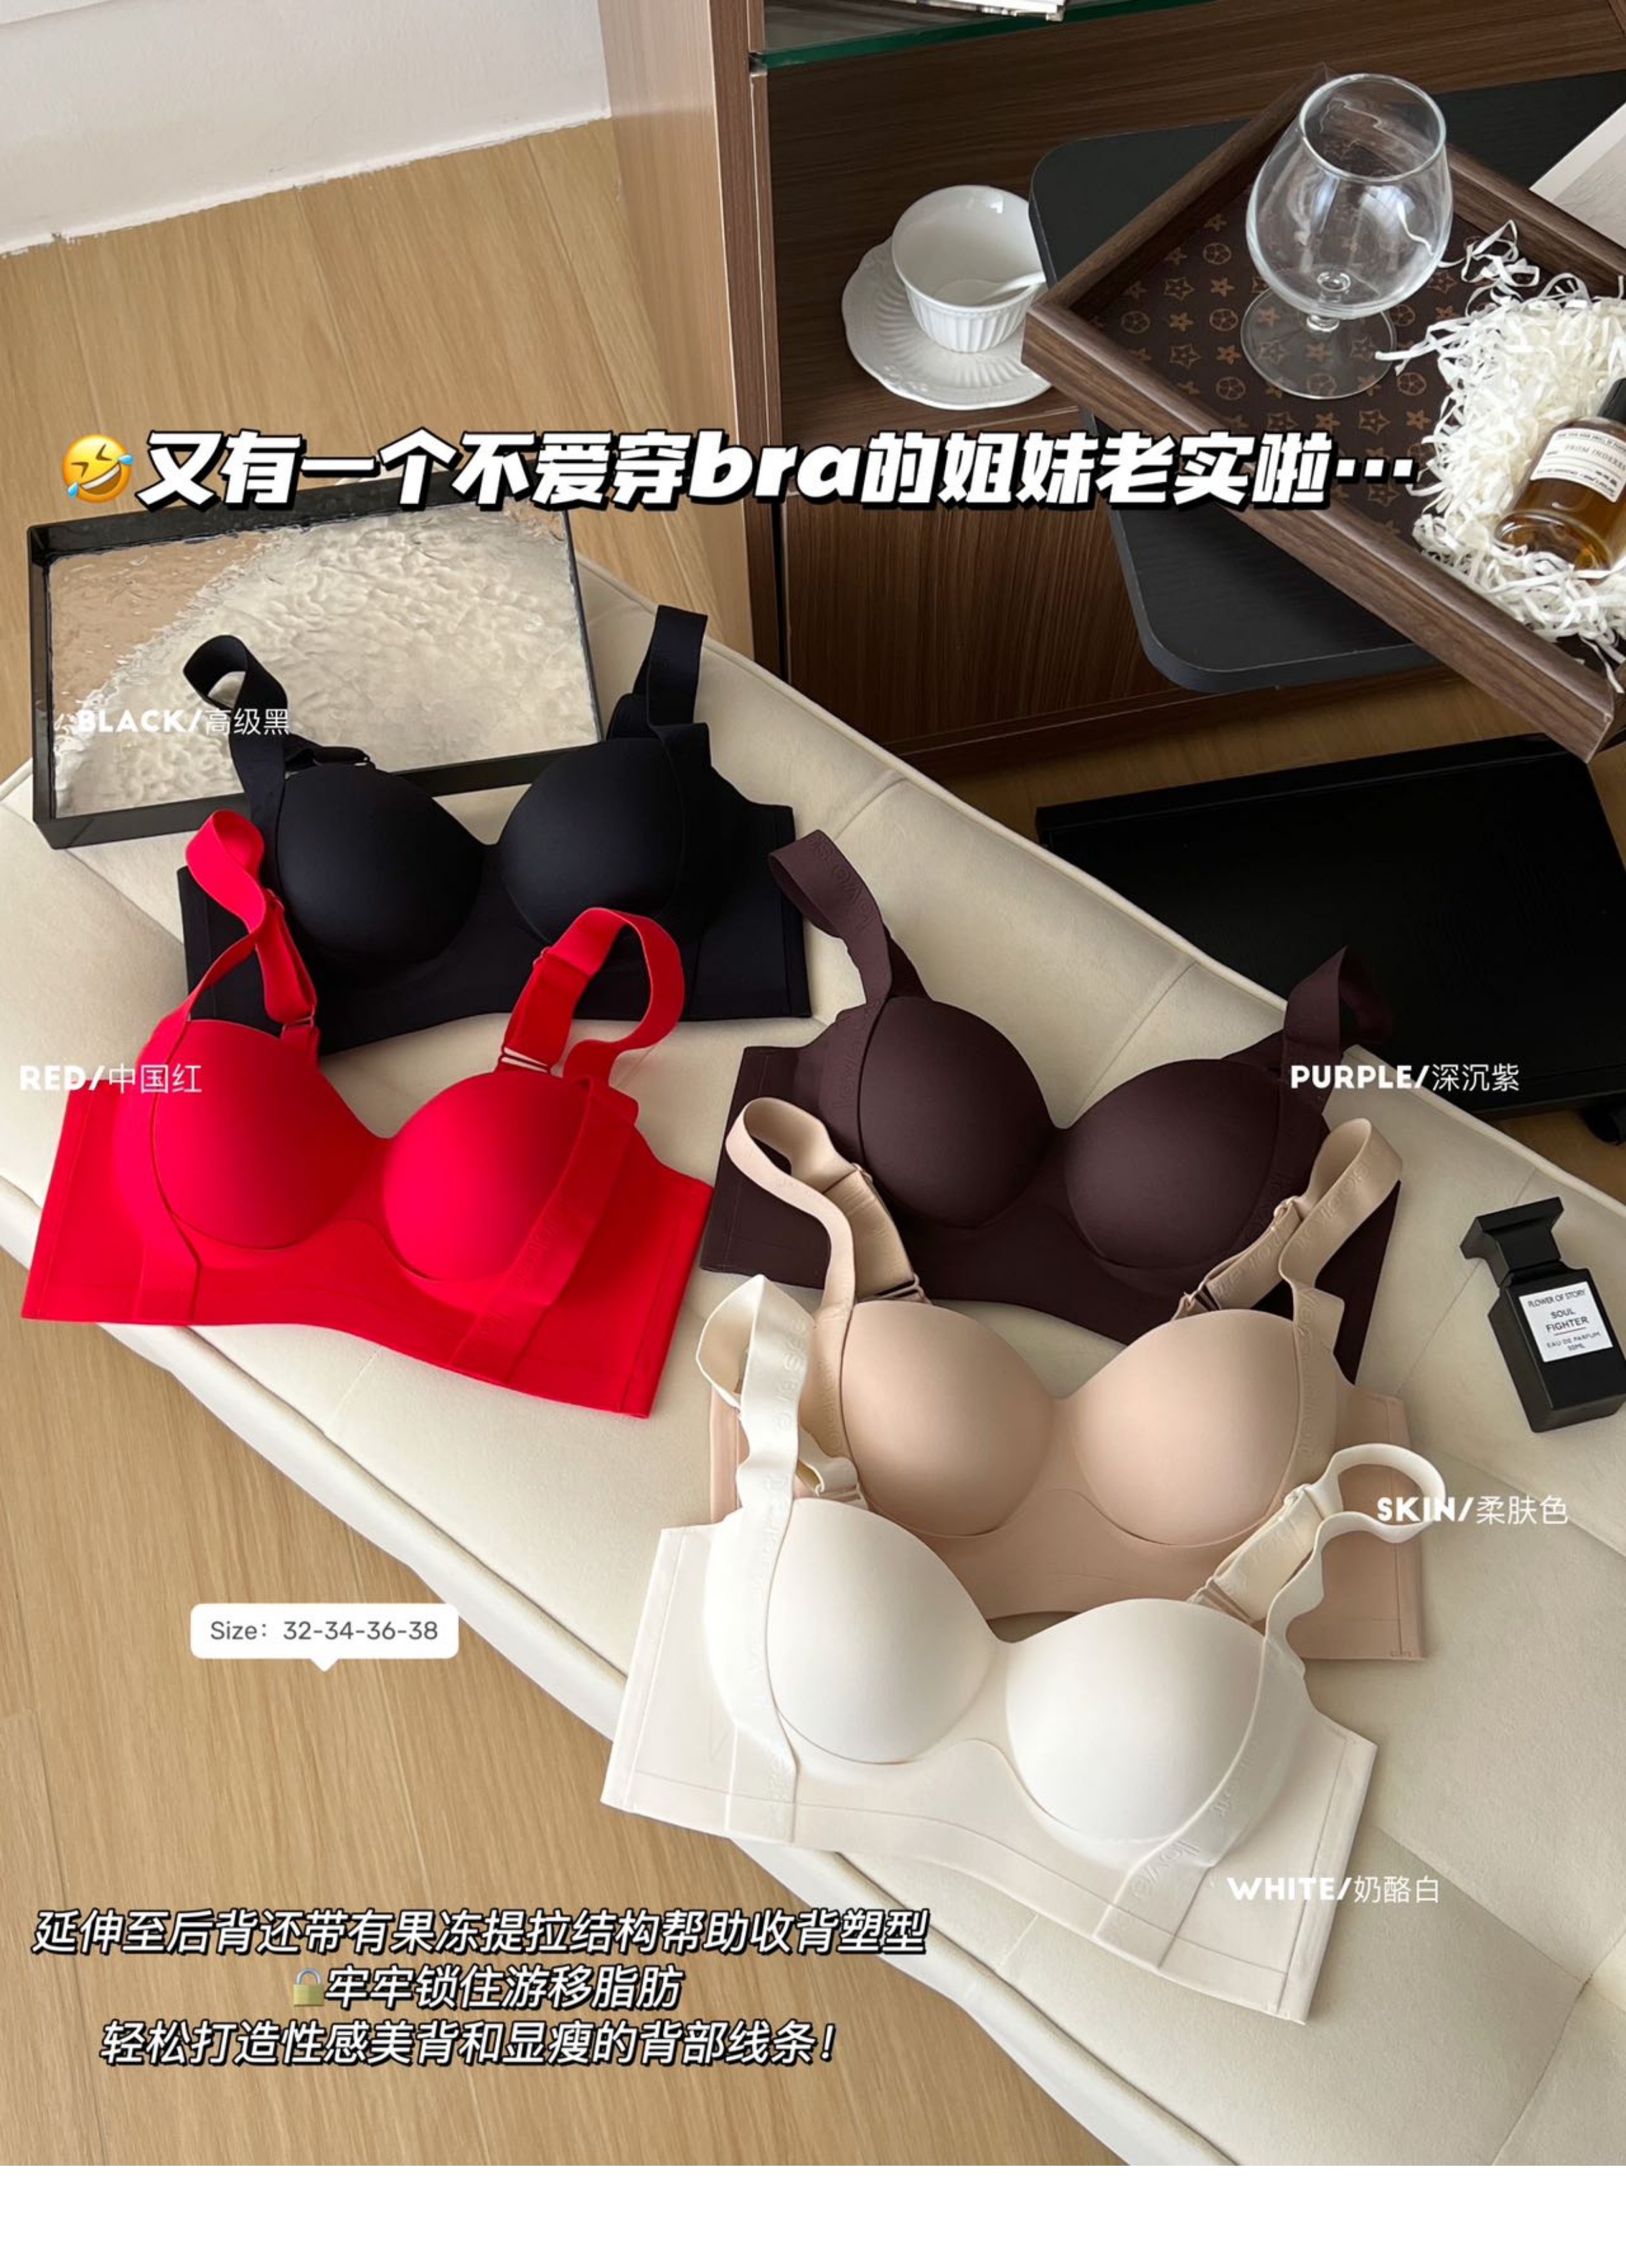 🤣又有一个不爱穿bra的姐妹老实啦…
BLACK/高级黑
RED/中国红
PURPLE/深沉紫
FLOWER OF STORY
SOUL
FIGHTER
EAU DE PARFUM
50ML
SKIN/柔肤色
Size：32-34-36-38
WHITE/奶酪白
延伸至后背还带有果冻提拉结构帮助收背塑型
🔒牢牢锁住游移脂肪
轻松打造性感美背和显瘦的背部线条！